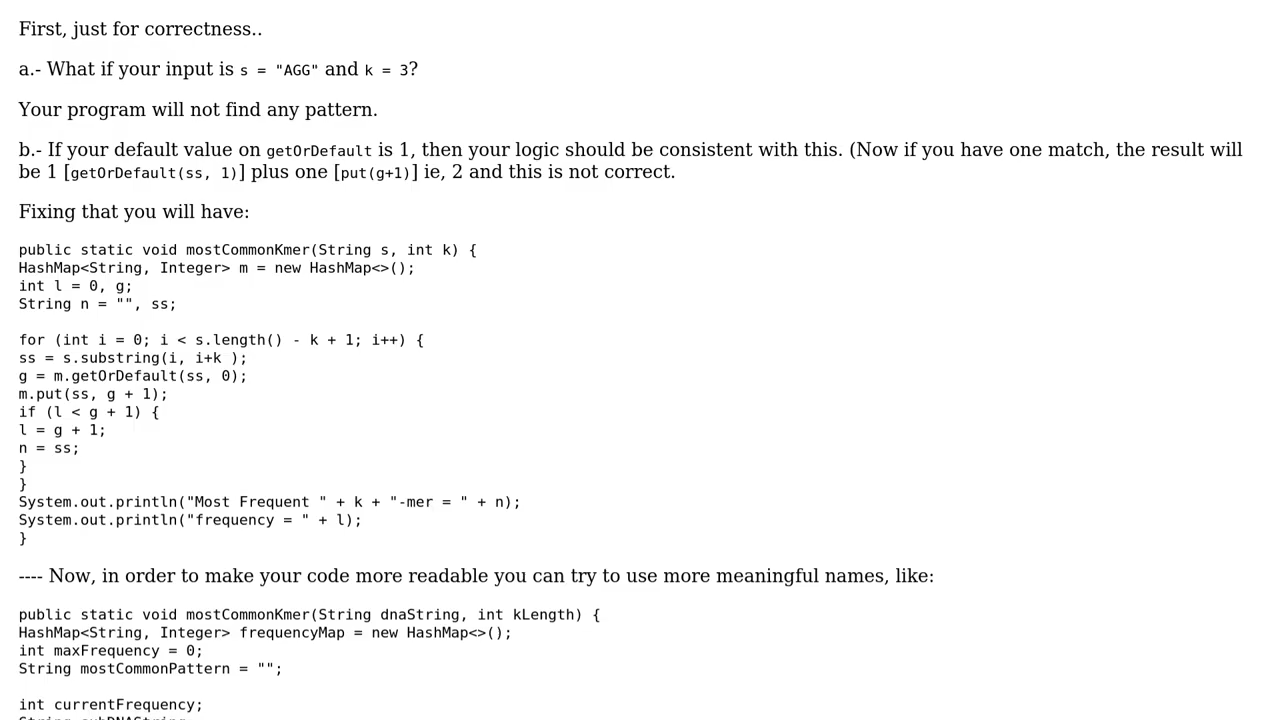 First, just for correctness..
a.- What if your input is s = "AGG" and k = 3?
Your program will not find any pattern.
b.- If your default value on getOrDefault is 1, then your logic should be consistent with this. (Now if you have one match, the result will
be 1 [getOrDefault(ss, 1)] plus one [put(g+1)] ie, 2 and this is not correct.
Fixing that you will have:
public static void mostCommonKmer(String s, int k) {
HashMap<String, Integer> m = new HashMap<>();
int l = 0, g;
String n = "", ss;
for (int i = 0; i < s.length() - k + 1; i++) {
ss = s.substring(i, i+k );
g = m.getOrDefault(ss, 0);
m.put(ss, g + 1);
if (l < g + 1) {
l = g + 1;
n = ss;
}
}
System.out.println("Most Frequent " + k + "-mer = " + n);
System.out.println("frequency = " + l);
}
---- Now, in order to make your code more readable you can try to use more meaningful names, like:
public static void mostCommonKmer(String dnaString, int kLength) {
HashMap<String, Integer> frequencyMap = new HashMap<>();
int maxFrequency = 0;
String mostCommonPattern = "";
int currentFrequency;